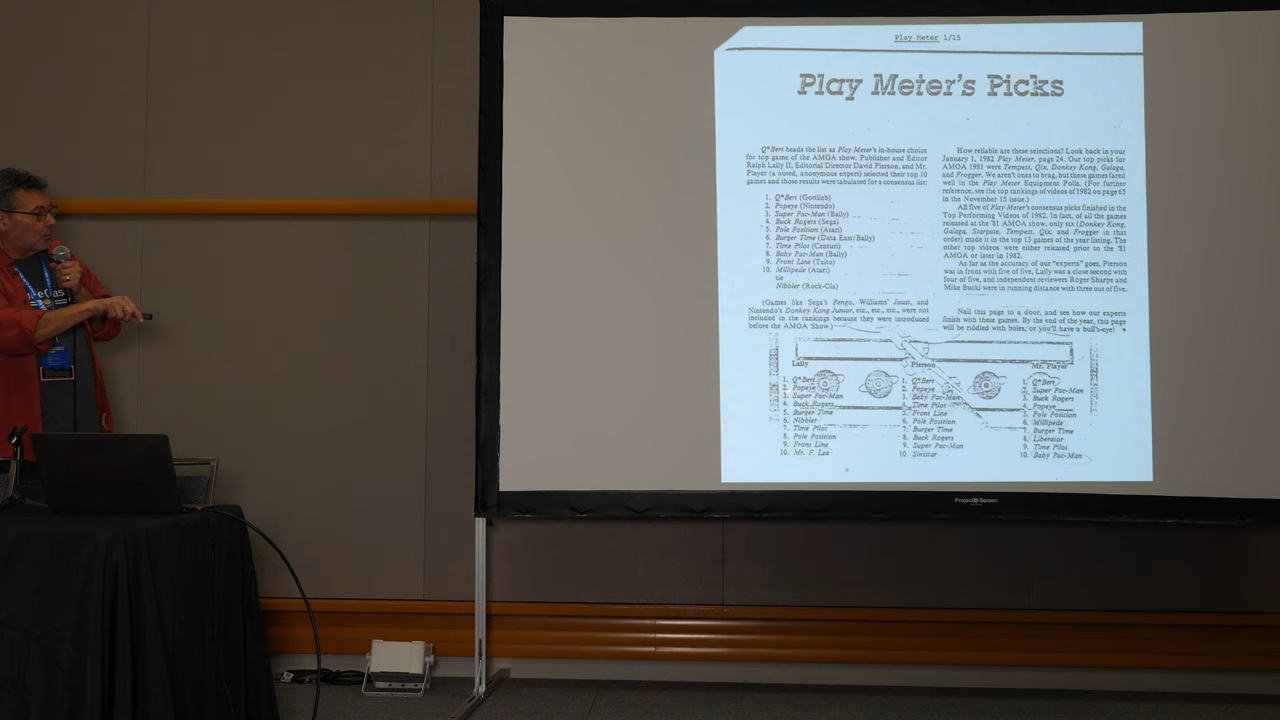 Play Meter 1/15
Play Meter's Picks
Q*Bert heads the list as Play Meter's in-house choice
for top game of the AMOA show. Publisher and Editor
Ralph Lally II, Editorial Director David Pierson, and Mr.
Player (a noted, anonymous expert) selected their top 10
games and those results were tabulated for a consensus list:
1. Q*Bert (Gottlieb)
2. Popeye (Nintendo)
3. Super Pac-Man (Bally)
4. Buck Rogers (Sega)
5. Pole Position (Atari)
6. Burger Time (Data East/Bally)
7. Time Pilot (Centuri)
8. Baby Pac-Man (Bally)
9. Front Line (Taito)
10. Millipede (Atari)
tie
Nibbler (Rock-Ola)
(Games like Sega's Pengo, Williams' Joust, and
Nintendo's Donkey Kong Junior, etc., etc., etc., were not
included in the rankings because they were introduced
before the AMOA Show.)
How reliable are these selections? Look back in your
January 1, 1982 Play Meter, page 24. Our top picks for
AMOA 1981 were Tempest, Qix, Donkey Kong, Galaga,
and Frogger. We aren't ones to brag, but these games fared
well in the Play Meter Equipment Polls. (For further
reference, see the top rankings of videos of 1982 on page 65
in the November 15 issue.)
All five of Play Meter's consensus picks finished in the
Top Performing Videos of 1982. In fact, of all the games
released at the '81 AMOA show, only six (Donkey Kong,
Galaga, Stargate, Tempest, Qix, and Frogger in that
order) made it in the top 13 games of the year listing. The
other top videos were either released prior to the '81
AMOA or later in 1982.
As far as the accuracy of our "experts" goes, Pierson
was in front with five of five, Lally was a close second with
four of five, and independent reviewers Roger Sharpe and
Mike Bucki were in running distance with three out of five.
Nail this page to a door, and see how our experts
finish with these games. By the end of the year, this page
will be riddled with holes, or you'll have a bull's-eye!
Lally
1. Q*Bert
2. Popeye
3. Super Pac-Man
4. Buck Rogers
5. Burger Time
6. Nibbler
7. Time Pilot
8. Pole Position
9. Front Line
10. Mr. F. Lea
Pierson
1. Q*Bert
2. Popeye
3. Baby Pac-Man
4. Time Pilot
5. Front Line
6. Pole Position
7. Burger Time
8. Buck Rogers
9. Super Pac-Man
10. Sinistar
Mr. Player
1. Q*Bert
2. Super Pac-Man
3. Buck Rogers
4. Popeye
5. Pole Position
6. Millipede
7. Burger Time
8. Liberator
9. Time Pilot
10. Baby Pac-Man
Project Screen